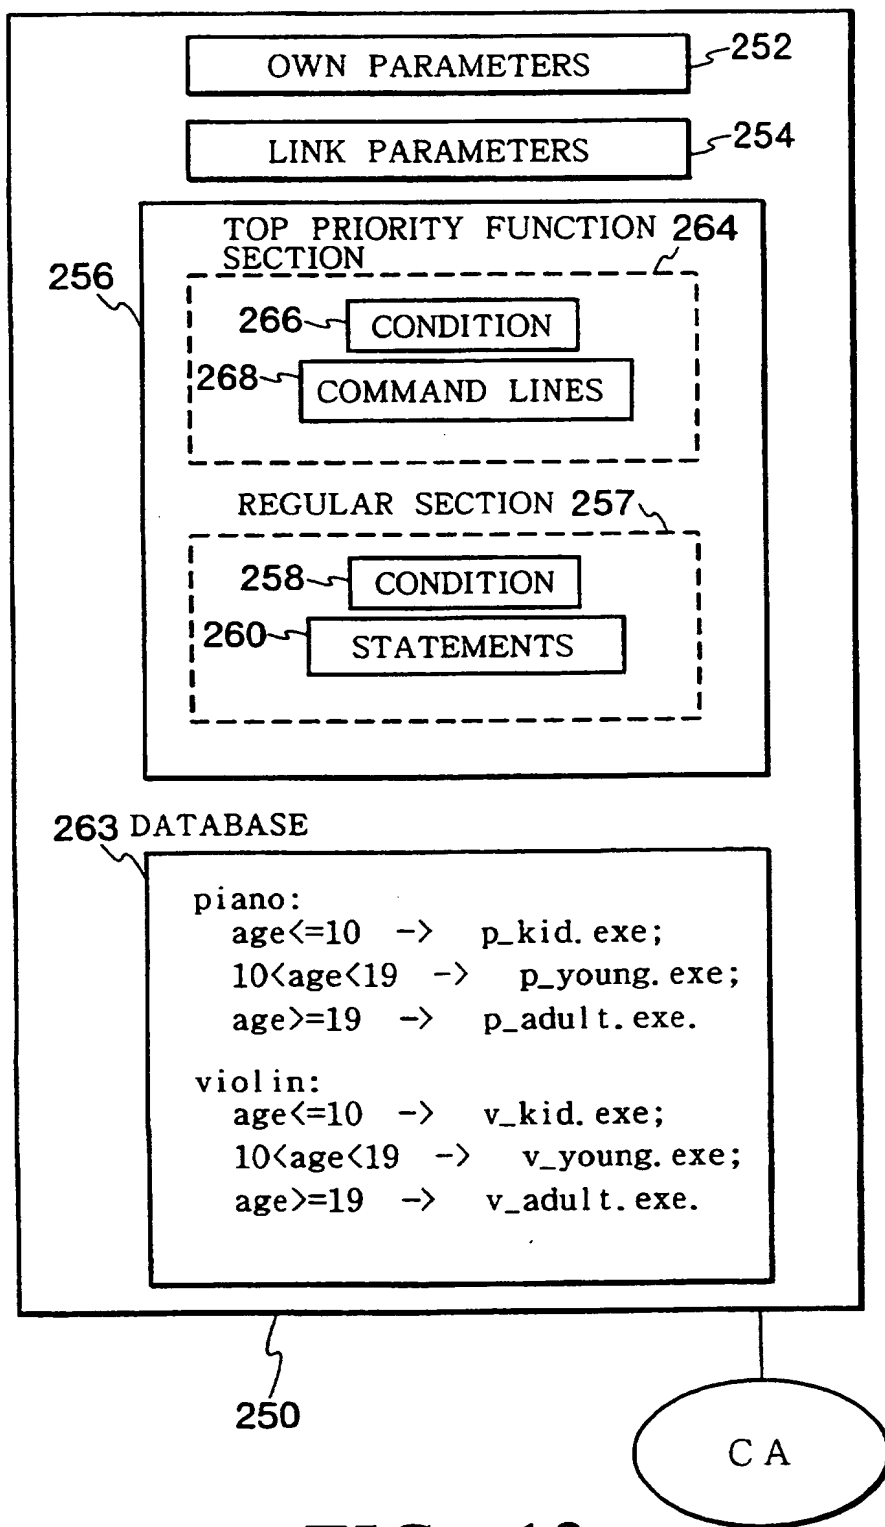 OWN PARAMETERS 252
LINK PARAMETERS 254
TOP PRIORITY FUNCTION 264
SECTION
256
266 CONDITION
268 COMMAND LINES
REGULAR SECTION 257
258 CONDITION
260 STATEMENTS
263 DATABASE
piano:
age<=10 -> p_kid.exe;
10<age<19 -> p_young.exe;
age>=19 -> p_adult.exe.
violin:
age<=10 -> v_kid.exe;
10<age<19 -> v_young.exe;
age>=19 -> v_adult.exe.
250
CA